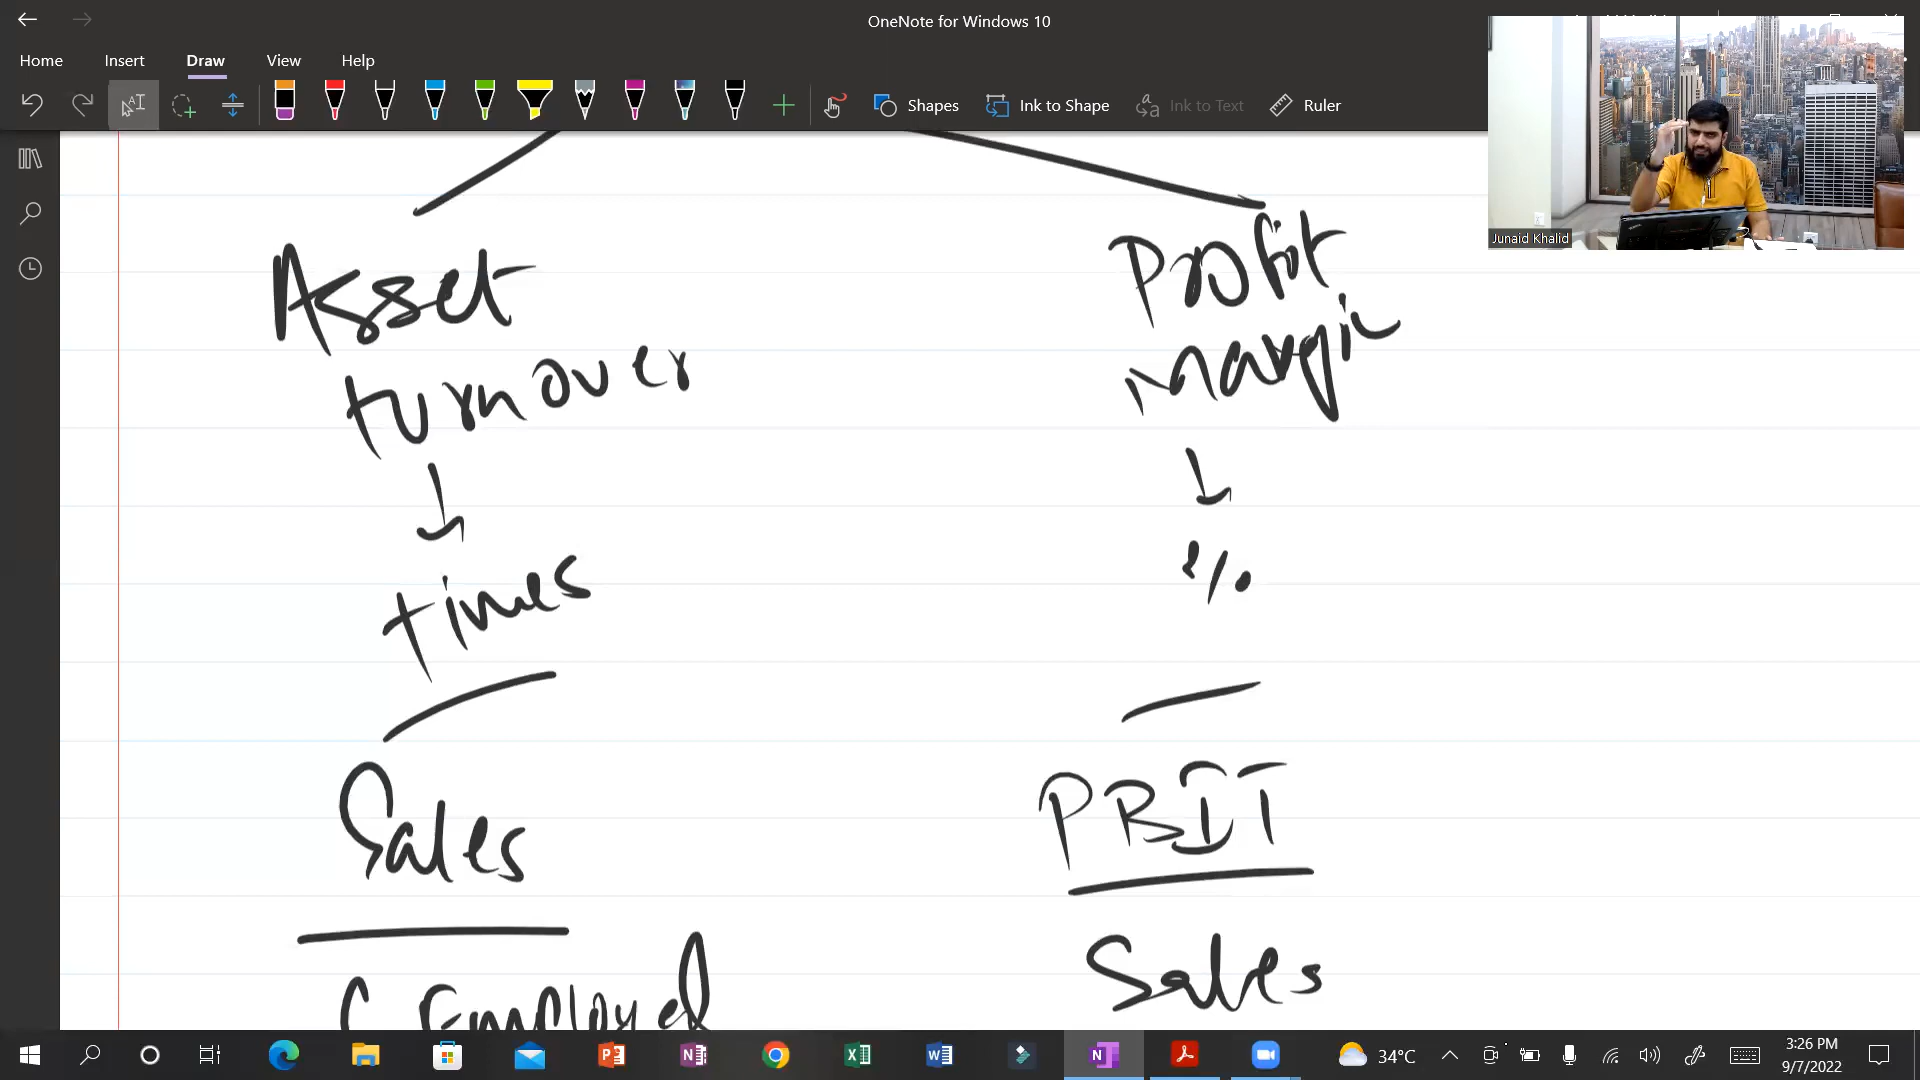 OneNote for Windows 10
Home Insert Draw View Help
Shapes Ink to Shape Ink to Text Ruler
Junaid Khalid
Asset
turnover
times
Sales
C Employed
Profit
margin
%
PBIT
Sales
34°C
3:26 PM
9/7/2022